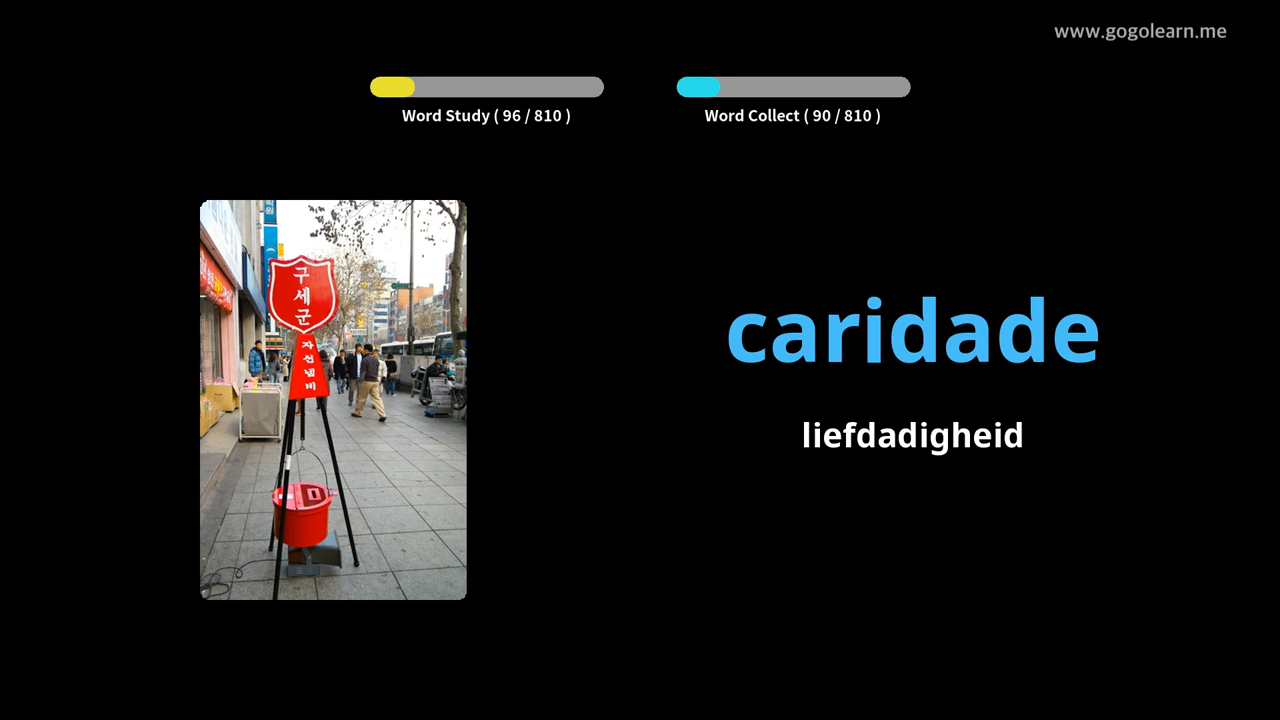 www.gogolearn.me
Word Study ( 96 / 810 )
Word Collect ( 90 / 810 )
구
세
군
자
선
냄
비
caridade
liefdadigheid